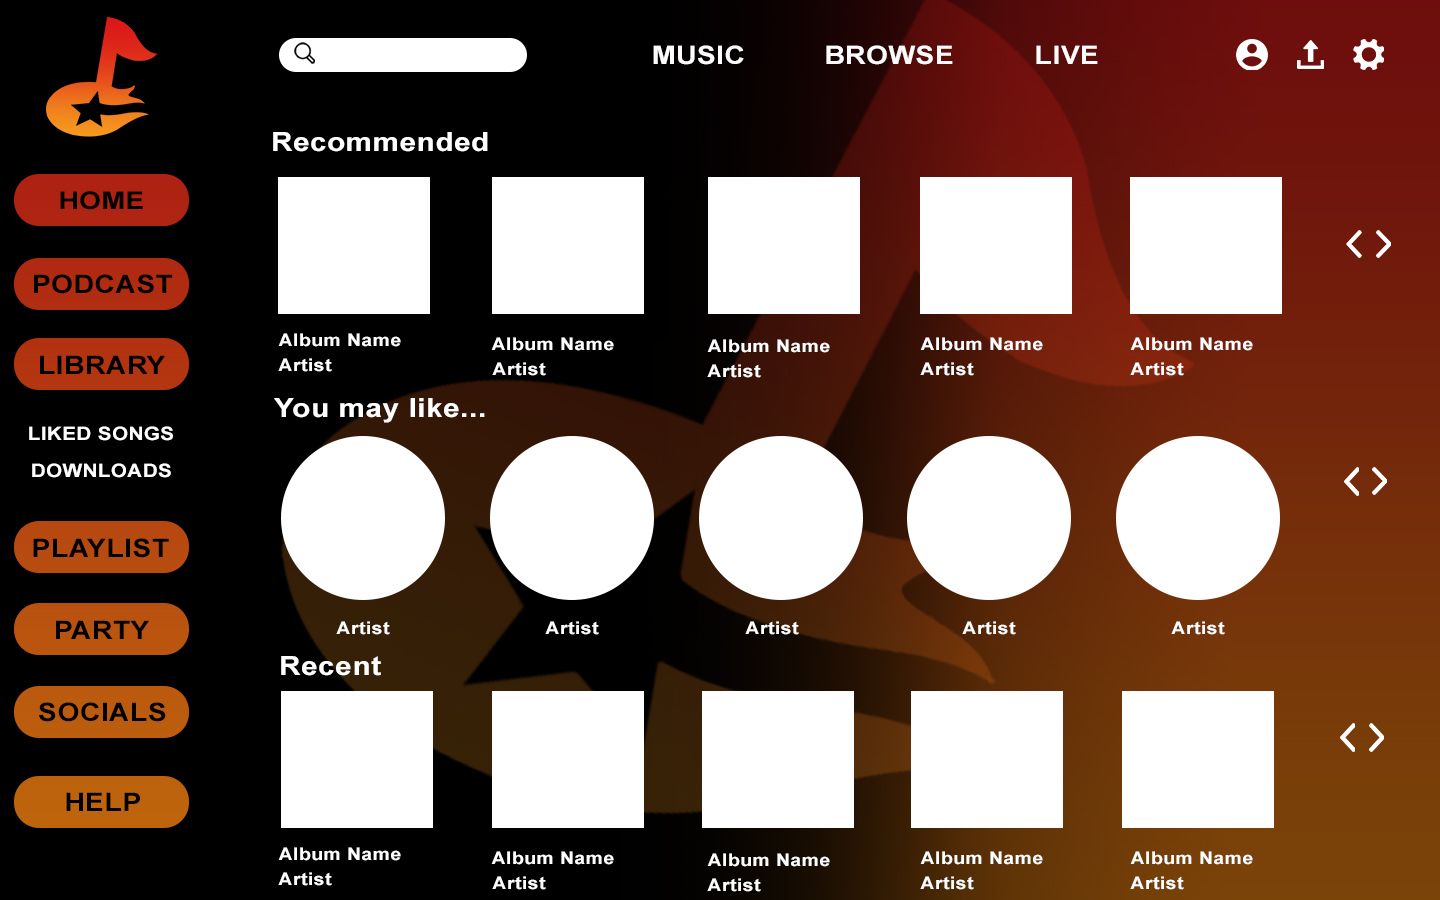 MUSIC BROWSE LIVE
HOME
PODCAST
LIBRARY
LIKED SONGS
DOWNLOADS
PLAYLIST
PARTY
SOCIALS
HELP
Recommended
Album Name
Artist
Album Name
Artist
Album Name
Artist
Album Name
Artist
Album Name
Artist
You may like...
Artist
Artist
Artist
Artist
Artist
Recent
Album Name
Artist
Album Name
Artist
Album Name
Artist
Album Name
Artist
Album Name
Artist